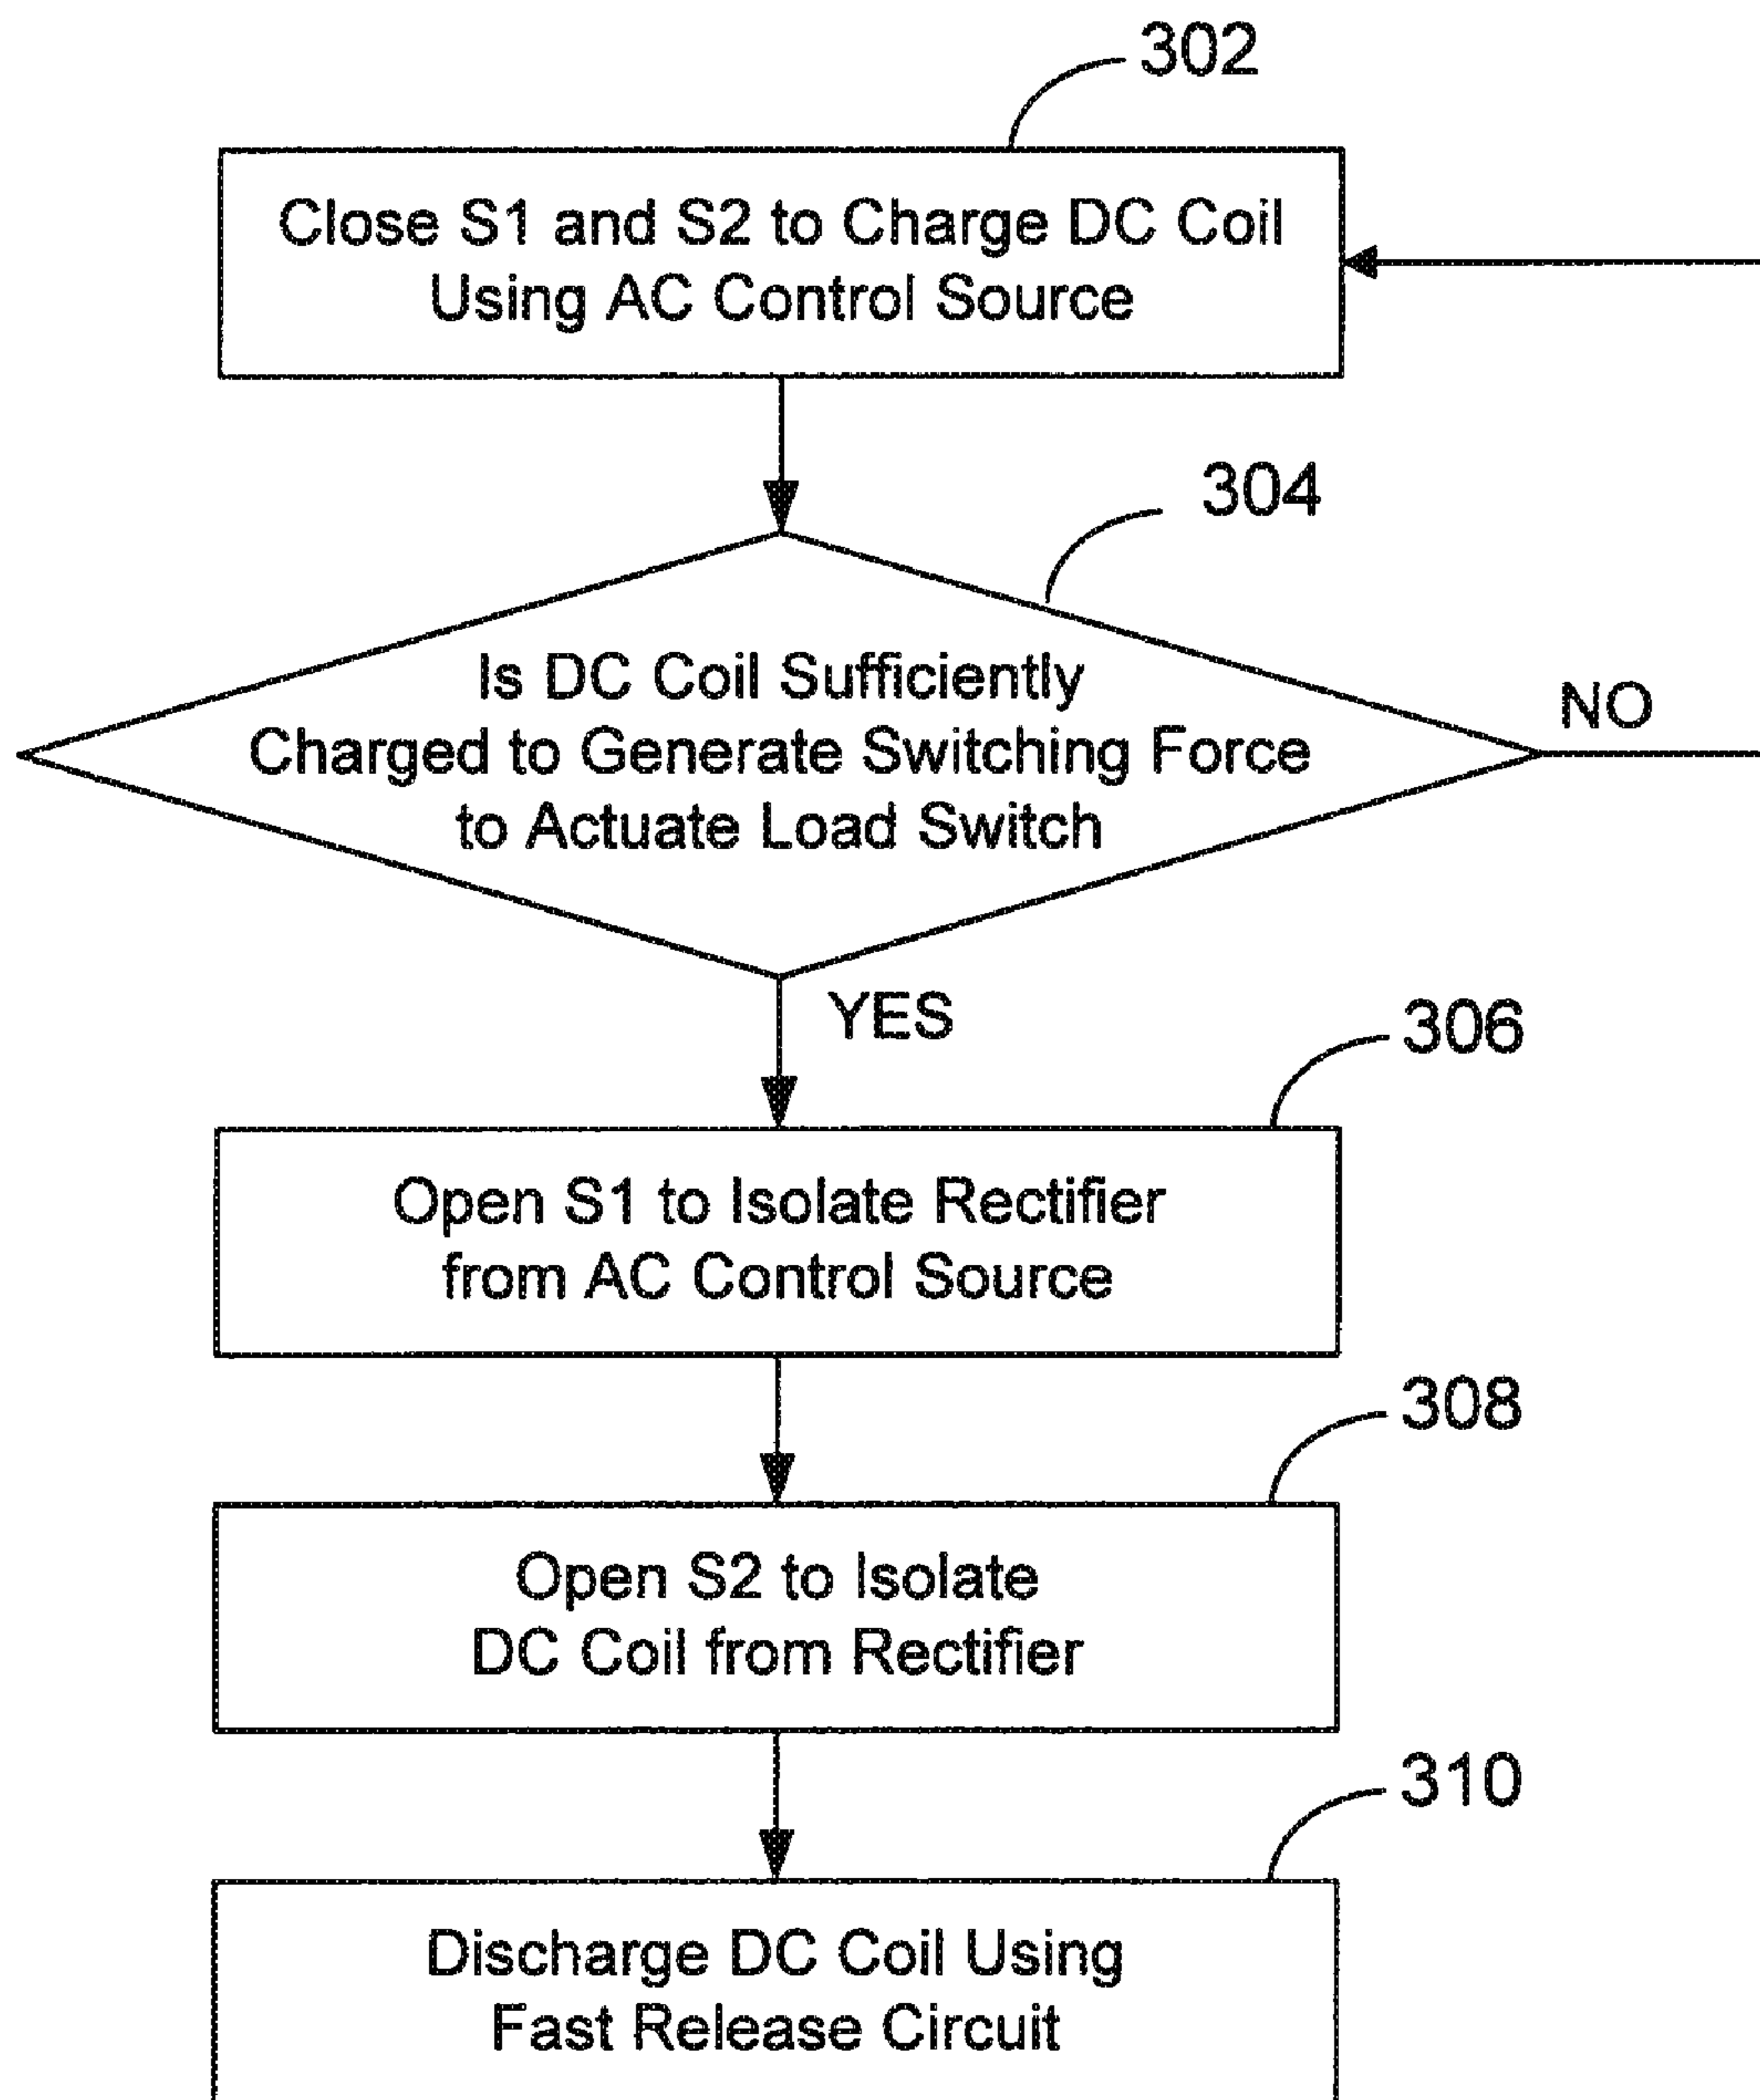 302
Close S1 and S2 to Charge DC Coil
Using AC Control Source
304
Is DC Coil Sufficiently
Charged to Generate Switching Force
to Actuate Load Switch
NO
YES
306
Open S1 to Isolate Rectifier
from AC Control Source
308
Open S2 to Isolate
DC Coil from Rectifier
310
Discharge DC Coil Using
Fast Release Circuit